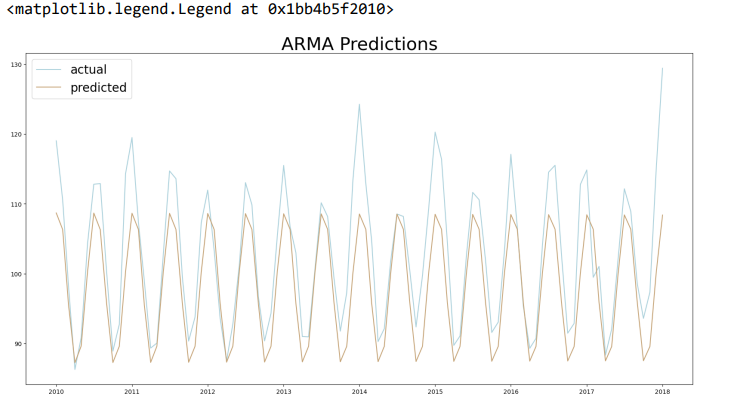 <matplotlib.legend.Legend at 0x1bb4b5f2010>
ARMA Predictions
actual
predicted
130
120
110
100
90
2010 2011 2012 2013 2014 2015 2016 2017 2018